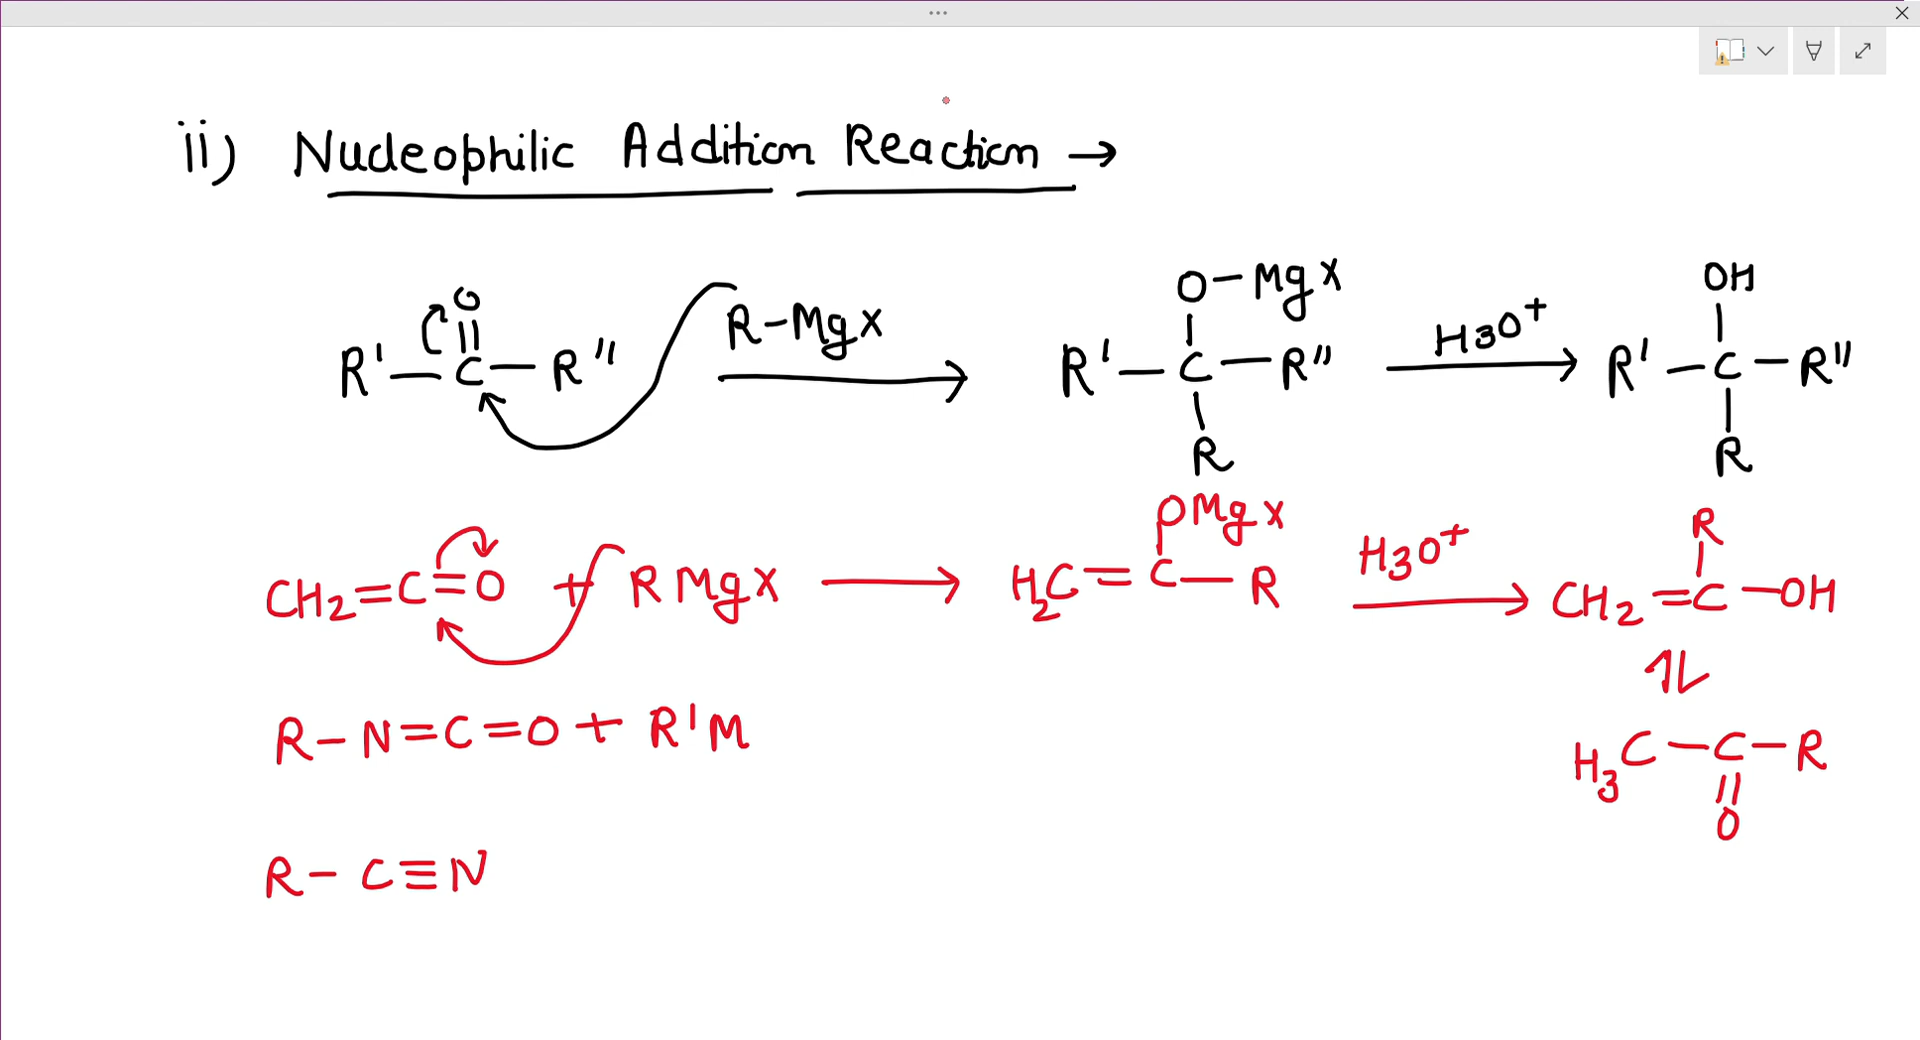 ii) Nucleophilic Addition Reaction →
O
R' — C — R''
R-MgX
O — MgX
R' — C — R''
R
H3O+
OH
R' — C — R''
R
CH2=C=O + RMgX →
OMgX
H2C=C—R
H3O+
R
CH2=C—OH
⇅
H3C—C—R
O
R—N=C=O + R'M
R—C≡N